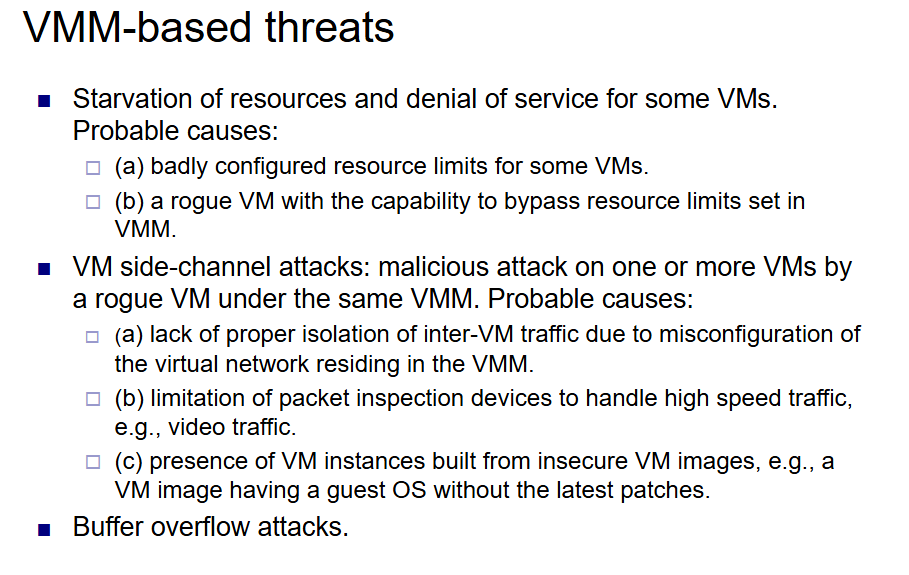 VMM-based threats
Starvation of resources and denial of service for some VMs.
Probable causes:
(a) badly configured resource limits for some VMs.
(b) a rogue VM with the capability to bypass resource limits set in
VMM.
VM side-channel attacks: malicious attack on one or more VMs by
a rogue VM under the same VMM. Probable causes:
(a) lack of proper isolation of inter-VM traffic due to misconfiguration of
the virtual network residing in the VMM.
(b) limitation of packet inspection devices to handle high speed traffic,
e.g., video traffic.
(c) presence of VM instances built from insecure VM images, e.g., a
VM image having a guest OS without the latest patches.
Buffer overflow attacks.